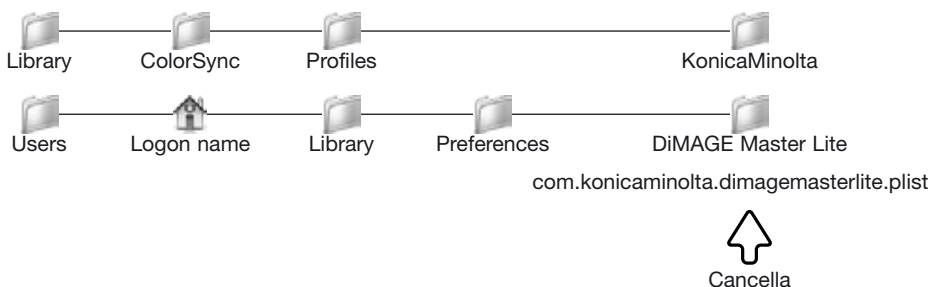 Library ColorSync Profiles KonicaMinolta
Users Logon name Library Preferences DiMAGE Master Lite
com.konicaminolta.dimagemasterlite.plist
Cancella